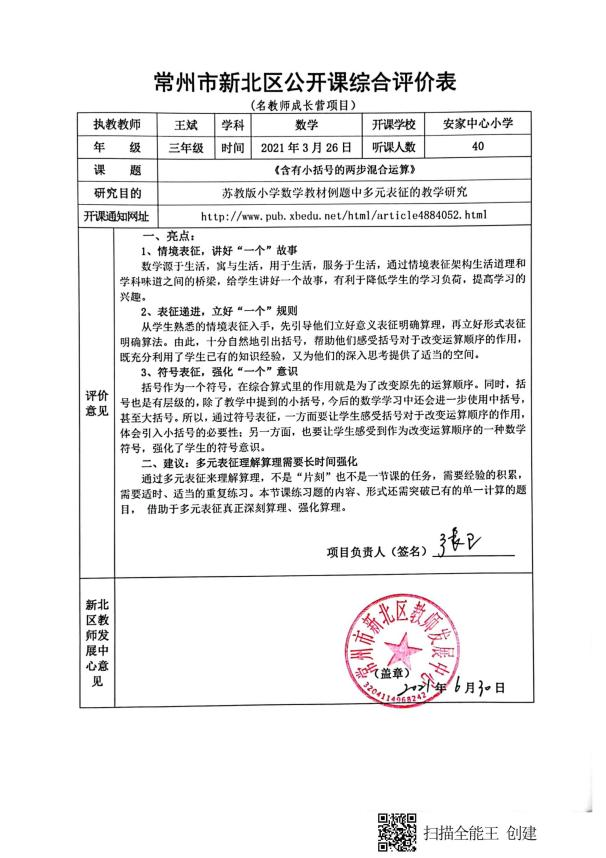 常州市新北区公开课综合评价表
(名教师成长营项目)
执教教师 王斌 学科 数学 开课学校 安家中心小学
年 级 三年级 时间 2021 年 3 月 26 日 听课人数 40
课 题 《含有小括号的两步混合运算》
研究目的 苏教版小学数学教材例题中多元表征的教学研究
开课通知网址 http://www.pub.xbedu.net/html/article4884052.html
评价意见
一、亮点：
1、情境表征，讲好“一个”故事
数学源于生活，寓与生活，用于生活，服务于生活，通过情境表征架构生活道理和
学科味道之间的桥梁，给学生讲好一个故事，有利于降低学生的学习负荷，提高学习的
兴趣。
2、表征递进，立好“一个”规则
从学生熟悉的情境表征入手，先引导他们立好意义表征明确算理，再立好形式表征
明确算法。由此，十分自然地引出括号，帮助他们感受括号对于改变运算顺序的作用，
既充分利用了学生已有的知识经验，又为他们的深入思考提供了适当的空间。
3、符号表征，强化“一个”意识
括号作为一个符号，在综合算式里的作用就是为了改变原先的运算顺序。同时，括
号也是有层级的，除了教学中提到的小括号，今后的数学学习中还会进一步使用中括号，
甚至大括号。所以，通过符号表征，一方面要让学生感受括号对于改变运算顺序的作用，
体会引入小括号的必要性；另一方面，也要让学生感受到作为改变运算顺序的一种数学
符号，强化了学生的符号意识。
二、建议：多元表征理解算理需要长时间强化
通过多元表征来理解算理，不是“片刻”也不是一节课的任务，需要经验的积累，
需要适时、适当的重复练习。本节课练习题的内容、形式还需突破已有的单一计算的题
目， 借助于多元表征真正深刻算理、强化算理。
项目负责人（签名）
新北区教师发展中心意见
常州市新北区教师发展中心
(盖章)
3204114968242
2021年 6 月 30 日
扫描全能王 创建